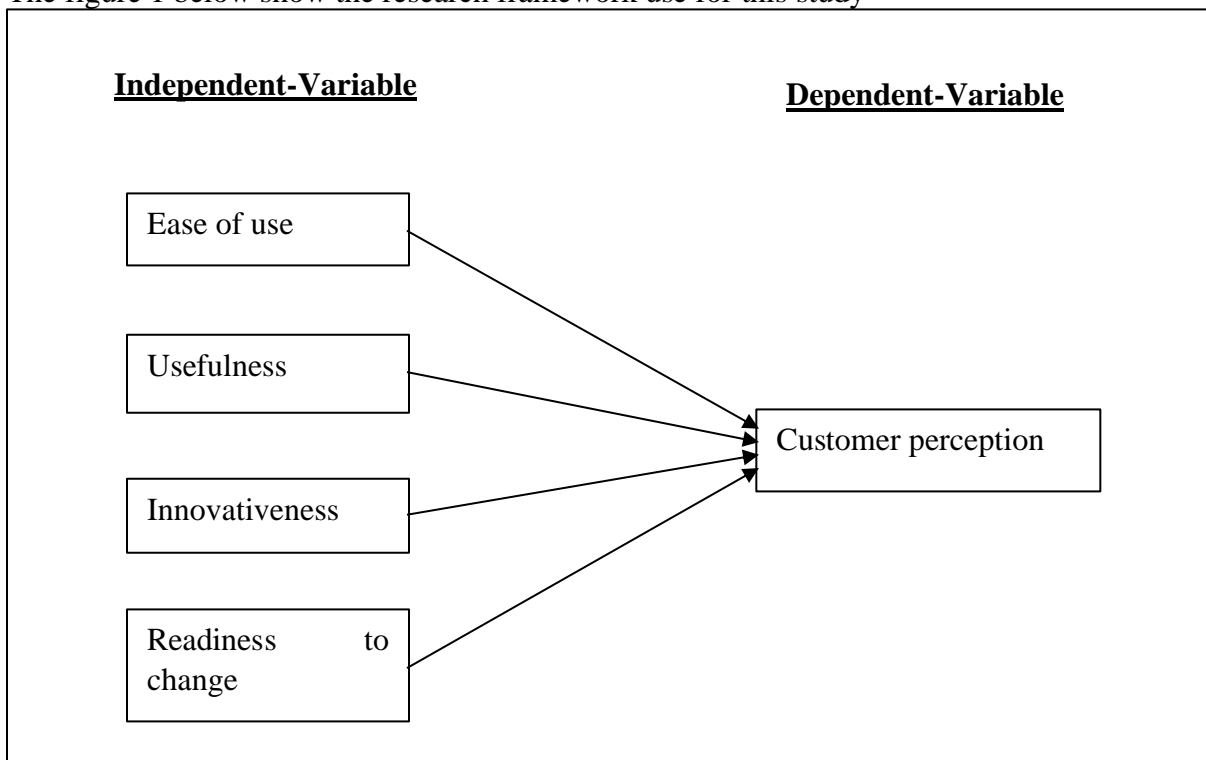 The figure 1 below show the research framework use for this study
Independent-Variable
Dependent-Variable
Ease of use
Usefulness
Customer perception
Innovativeness
Readiness to
change